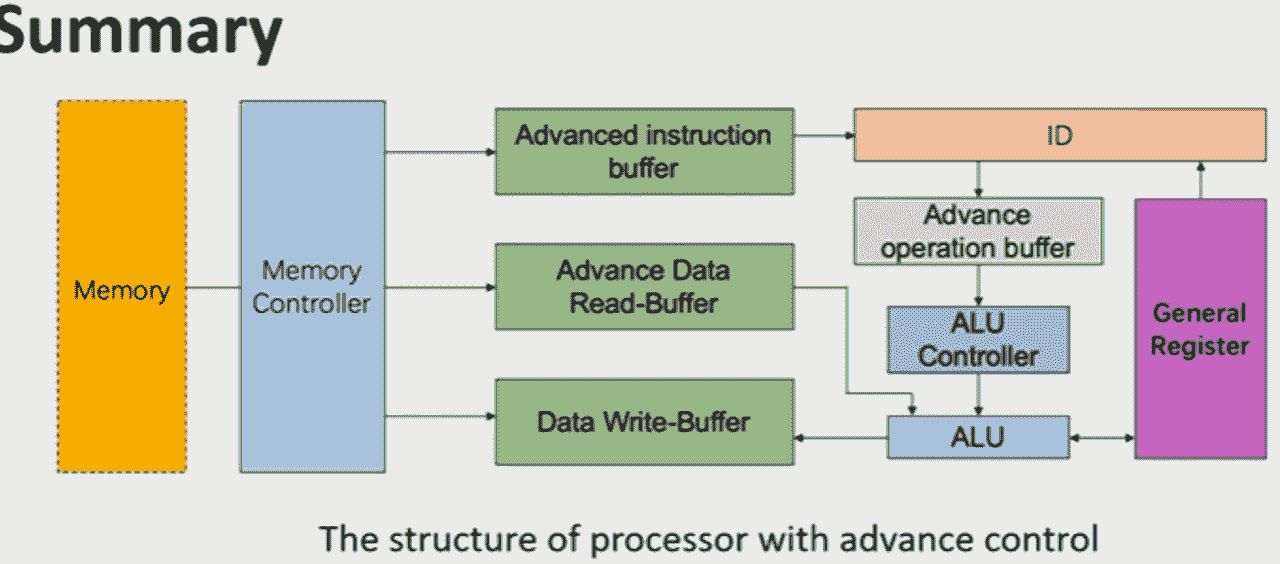 Summary
Memory
Memory
Controller
Advanced instruction
buffer
Advance Data
Read-Buffer
Data Write-Buffer
ID
Advance
operation buffer
ALU
Controller
ALU
General
Register
The structure of processor with advance control